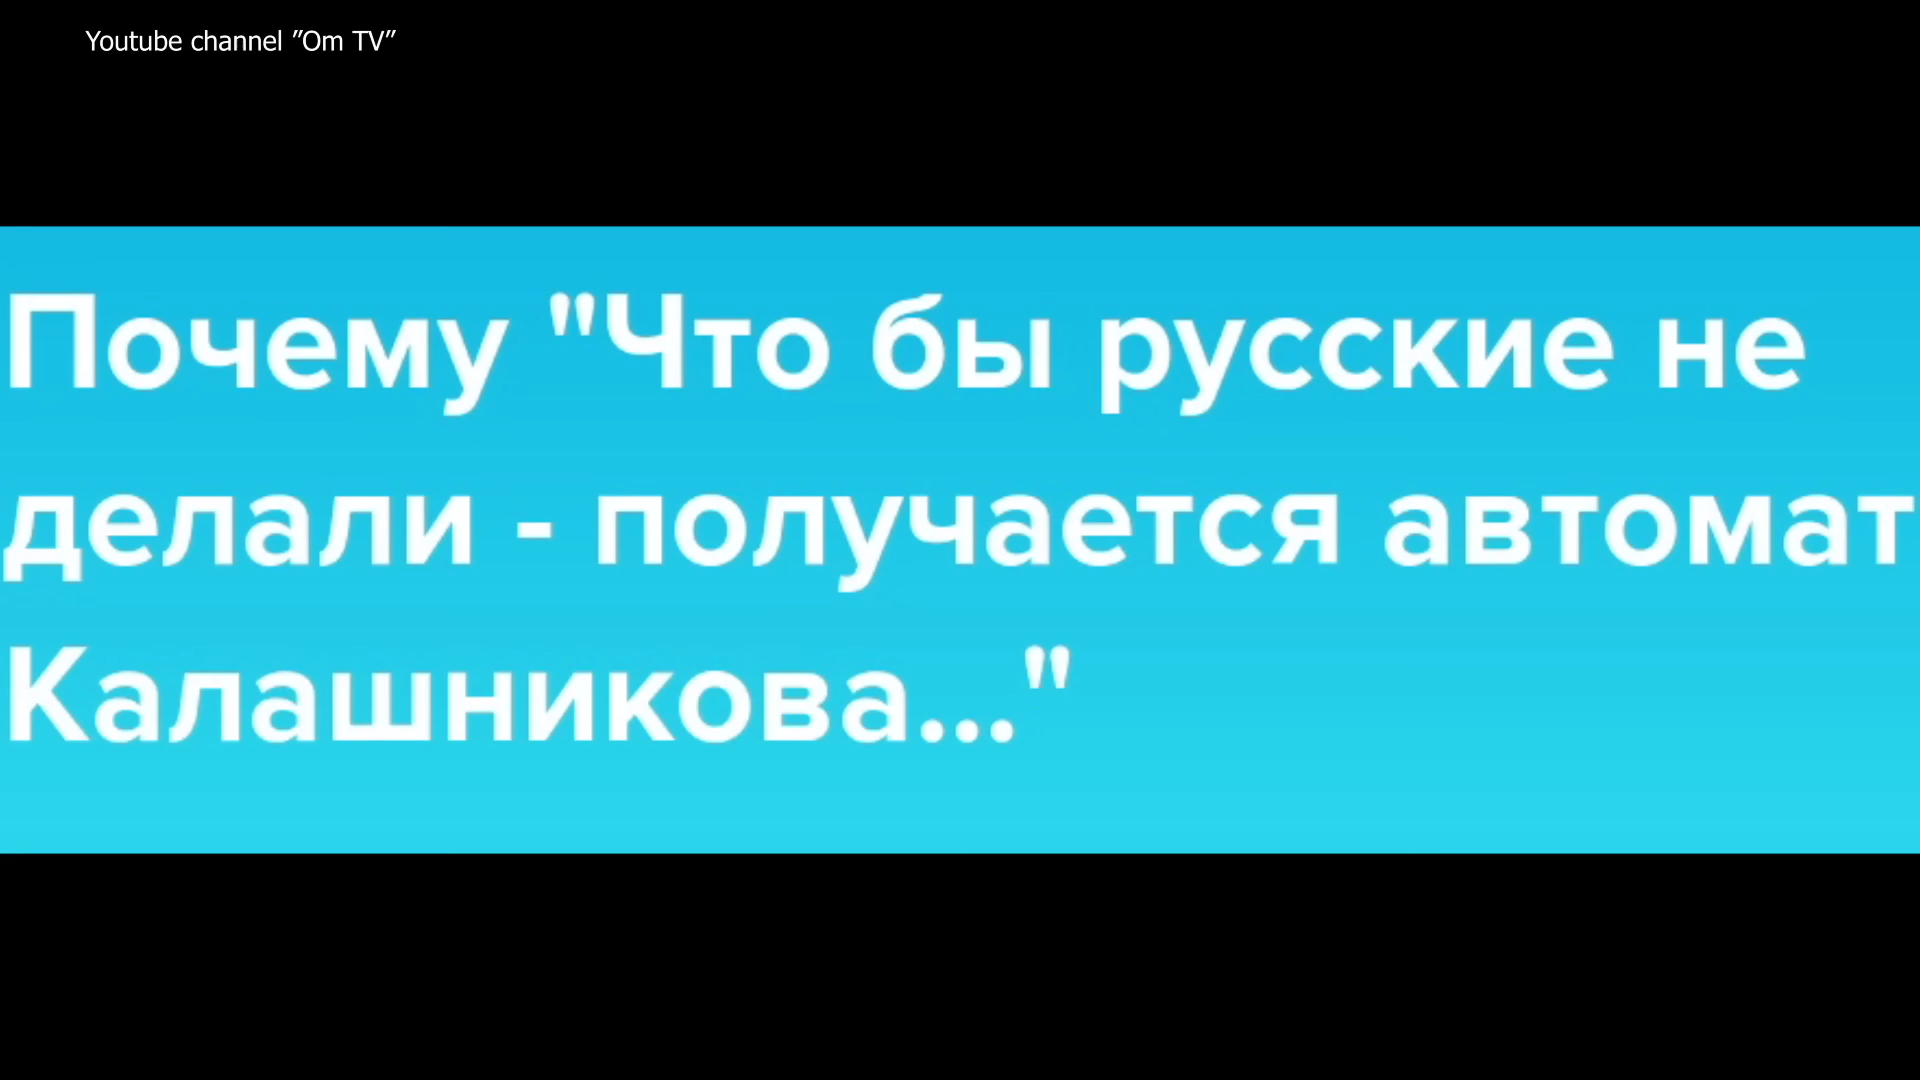 Youtube channel ”Om TV”
Почему "Что бы русские не
делали - получается автомат
Калашникова..."